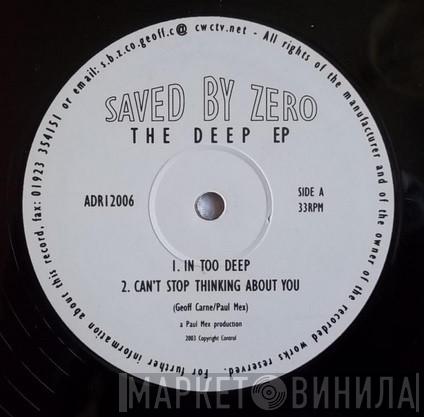 SAVED BY ZERO
THE DEEP EP
ADR12006
SIDE A
33RPM
1. IN TOO DEEP
2. CAN'T STOP THINKING ABOUT YOU
(Geoff Carne/Paul Mex)
a Paul Mex production
2003 Copyright Control
All rights of the manufacturer and of the owner of the recorded works reserved. For further information about this record, fax: 01923 354151 or email: s.b.z.co.geoff.c@ cwctv.net -
МАРКЕТ ВИНИЛА